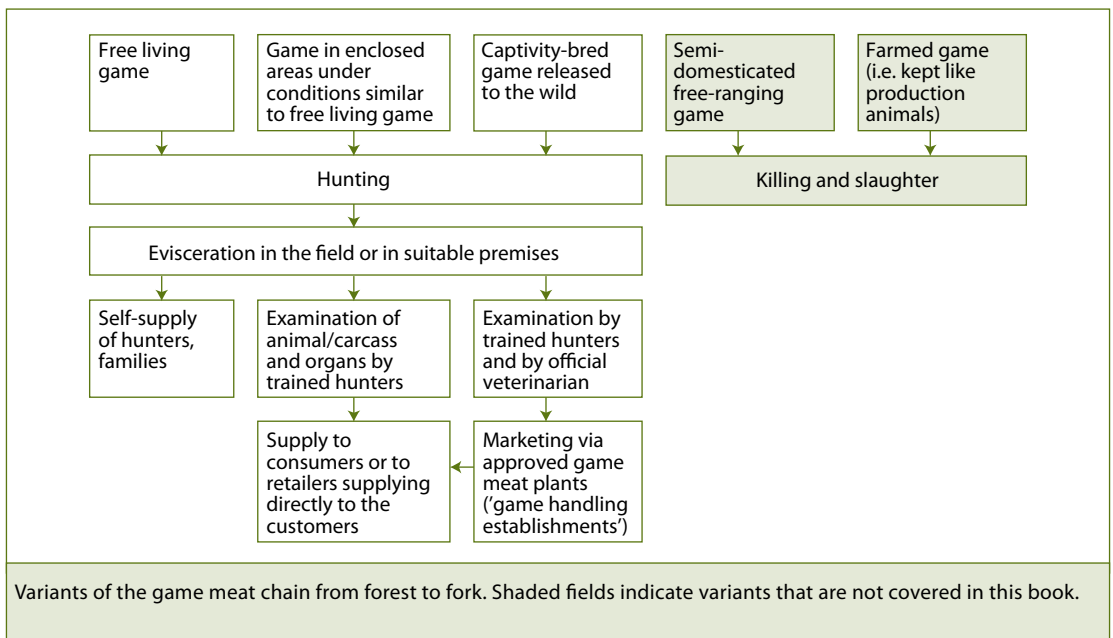 Free living
game
Game in enclosed
areas under
conditions similar
to free living game
Captivity-bred
game released
to the wild
Semi-
domesticated
free-ranging
game
Farmed game
(i.e. kept like
production
animals)
Hunting
Killing and slaughter
Evisceration in the field or in suitable premises
Self-supply
of hunters,
families
Examination of
animal/carcass
and organs by
trained hunters
Examination by
trained hunters
and by official
veterinarian
Supply to
consumers or to
retailers supplying
directly to the
customers
Marketing via
approved game
meat plants
('game handling
establishments')
Variants of the game meat chain from forest to fork. Shaded fields indicate variants that are not covered in this book.